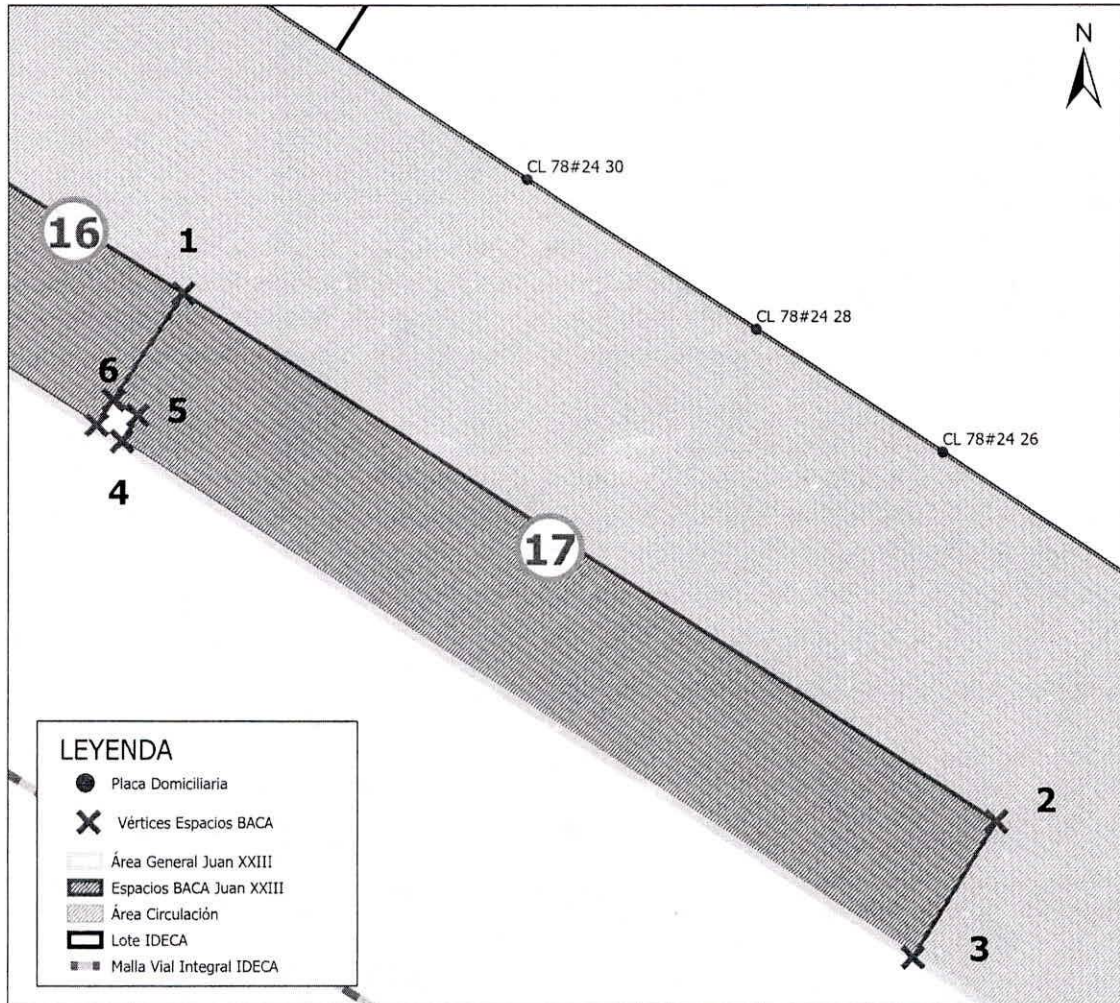 N
CL 78#24 30
16
1
CL 78#24 28
6
5
CL 78#24 26
4
17
2
3
LEYENDA
Placa Domiciliaria
Vértices Espacios BACA
Área General Juan XXIII
Espacios BACA Juan XXIII
Área Circulación
Lote IDECA
Malla Vial Integral IDECA